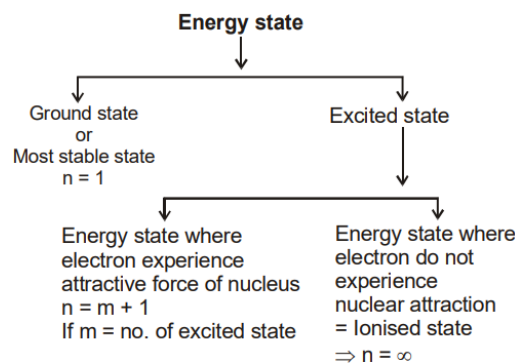 Energy state
Ground state
or
Most stable state
n = 1
Excited state
Energy state where
electron experience
attractive force of nucleus
n = m + 1
If m = no. of excited state
Energy state where
electron do not
experience
nuclear attraction
= Ionised state
⇒ n = ∞